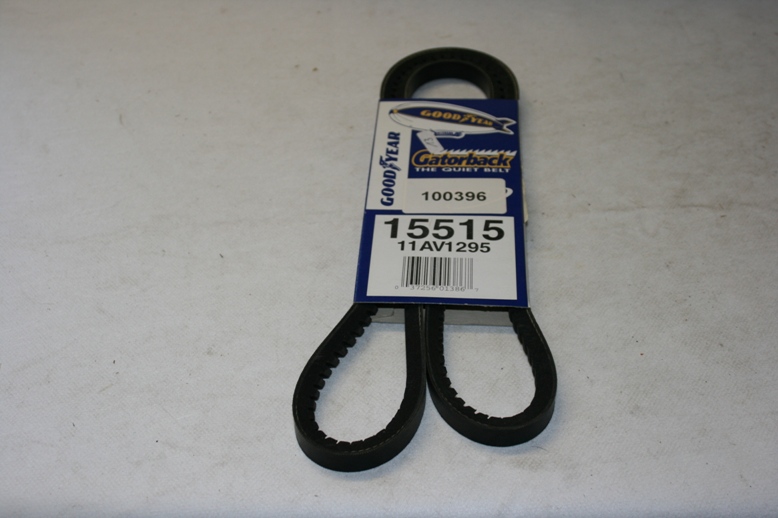 GOODYEAR
GOODYEAR
Gatorback
THE QUIET BELT
100396
15515
11AV1295